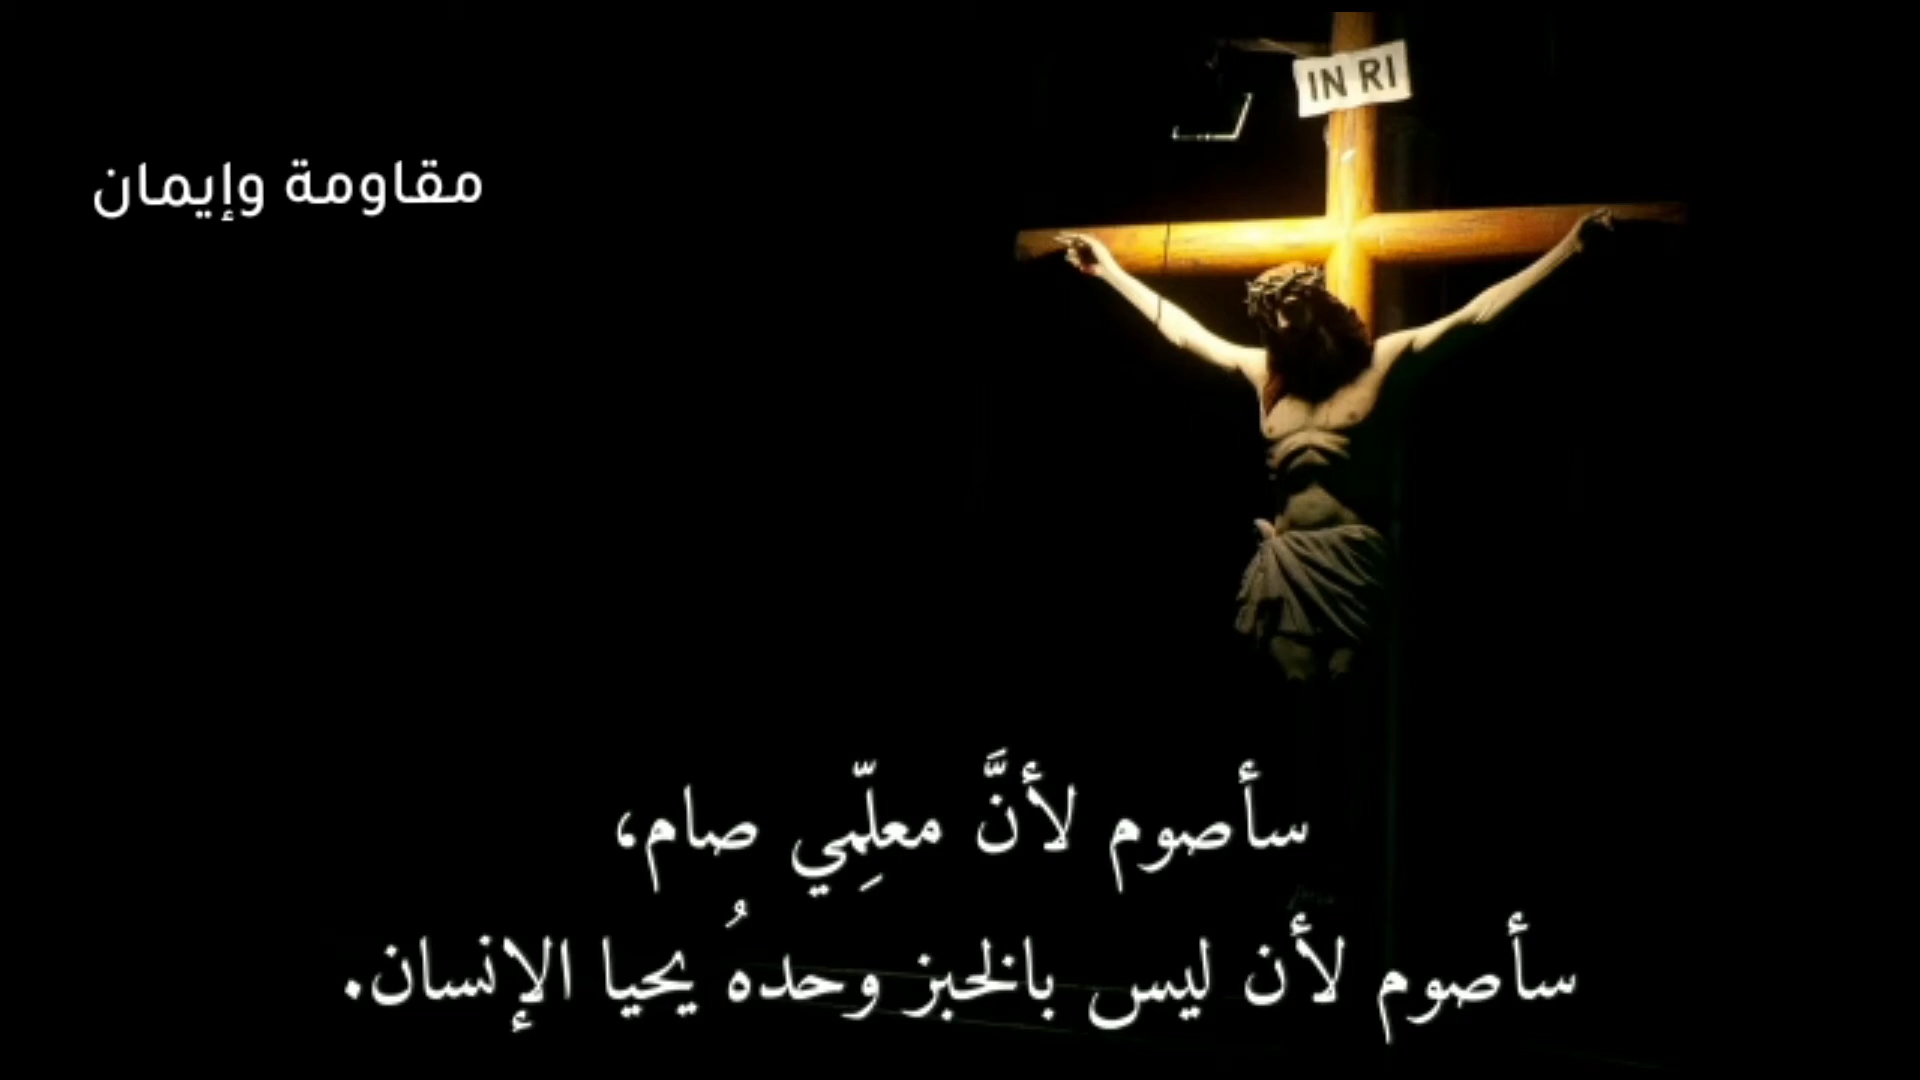 IN RI
مقاومة وإيمان
سأصوم لأنَّ معلِّمي صام،
سأصوم لأن ليس بالخبز وحدهُ يحيا الإنسان.